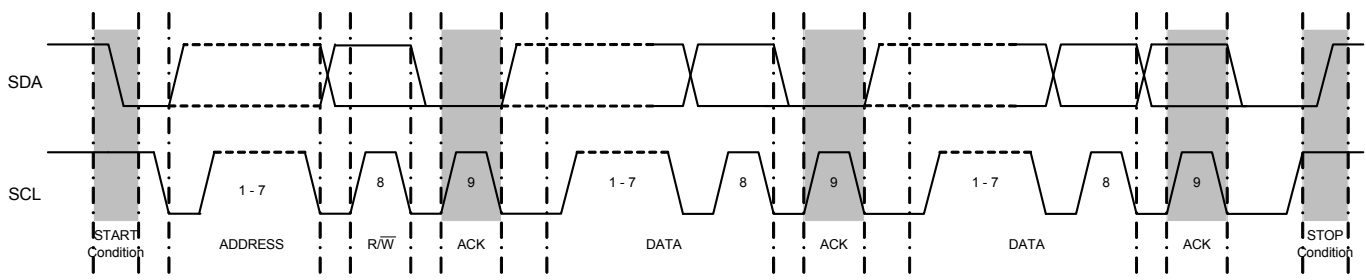 SDA
SCL
1 - 7
8
9
1 - 7
8
9
1 - 7
8
9
START
Condition
ADDRESS
R/W̅
ACK
DATA
ACK
DATA
ACK
STOP
Condition